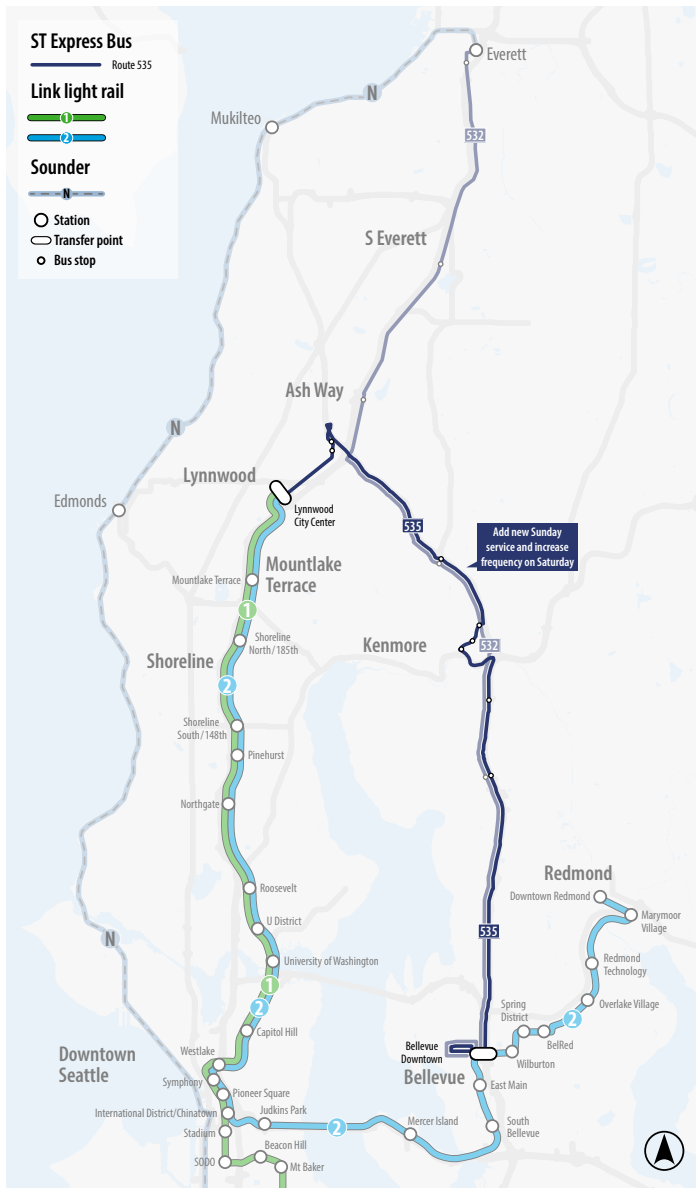 ST Express Bus
Route 535
Link light rail
1
2
Sounder
N
Station
Transfer point
Bus stop
Everett
N
Mukilteo
532
S Everett
Ash Way
N
Lynnwood
Edmonds
Lynnwood
City Center
535
Add new Sunday
service and increase
frequency on Saturday
Mountlake
Terrace
Mountlake Terrace
1
Shoreline
North/185th
Kenmore
532
Shoreline
2
Shoreline
South/148th
Pinehurst
Northgate
Redmond
Roosevelt
Downtown Redmond
Marymoor
Village
U District
535
N
University of Washington
Redmond
Technology
1
2
Overlake Village
Spring
District
2
Capitol Hill
BelRed
Downtown
Seattle
Westlake
Bellevue
Downtown
Wilburton
Bellevue
Symphony
East Main
Pioneer Square
International District/Chinatown
Judkins Park
Mercer Island
2
South
Bellevue
Stadium
Beacon Hill
SODO
Mt Baker